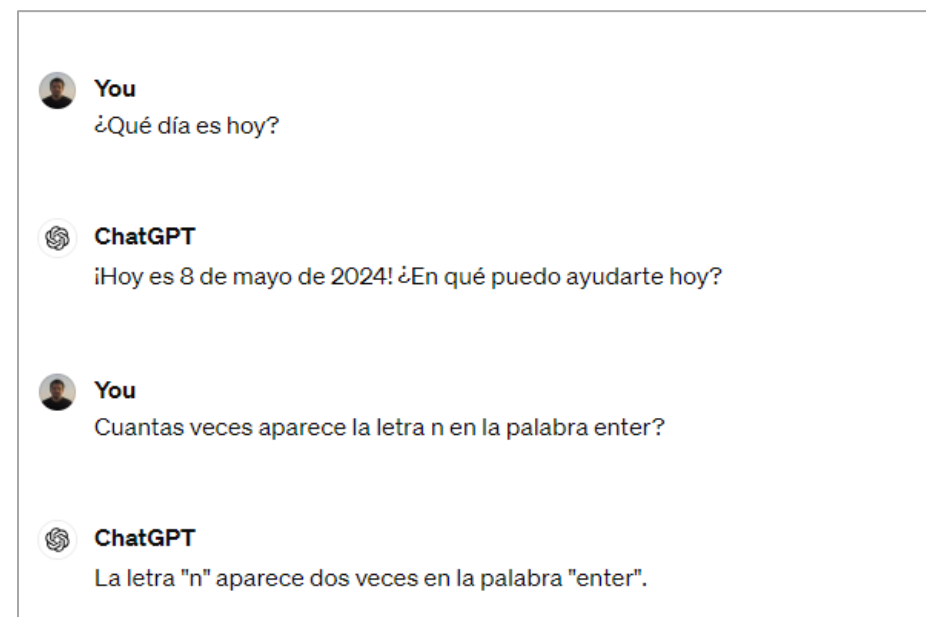 You
¿Qué día es hoy?
ChatGPT
¡Hoy es 8 de mayo de 2024! ¿En qué puedo ayudarte hoy?
You
Cuantas veces aparece la letra n en la palabra enter?
ChatGPT
La letra "n" aparece dos veces en la palabra "enter".